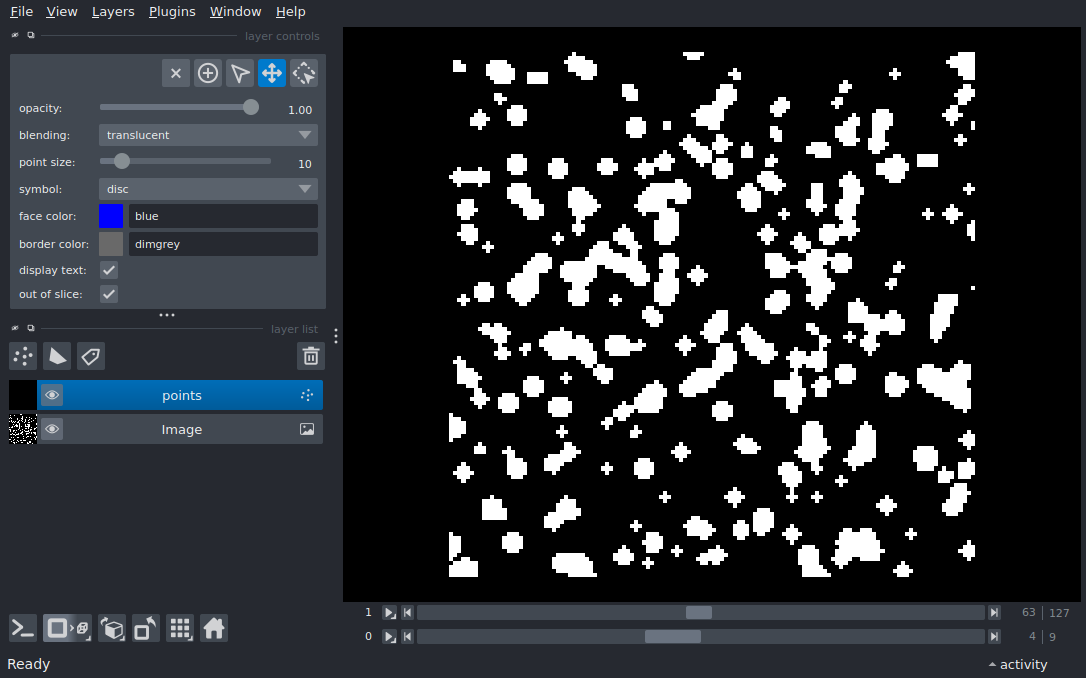 File View Layers Plugins Window Help
layer controls
opacity: 1.00
blending: translucent
point size: 10
symbol: disc
face color: blue
border color: dimgrey
display text:
out of slice:
layer list
points
Image
1 63 127
0 4 9
Ready activity